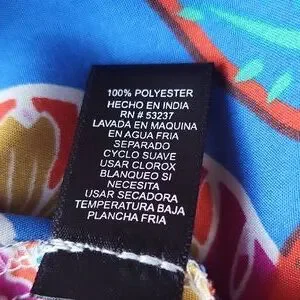 100% POLYESTER
HECHO EN INDIA
RN # 53237
LAVADA EN MAQUINA
EN AGUA FRIA
SEPARADO
CYCLO SUAVE
USAR CLOROX
BLANQUEO SI
NECESITA
USAR SECADORA
TEMPERATURA BAJA
PLANCHA FRIA